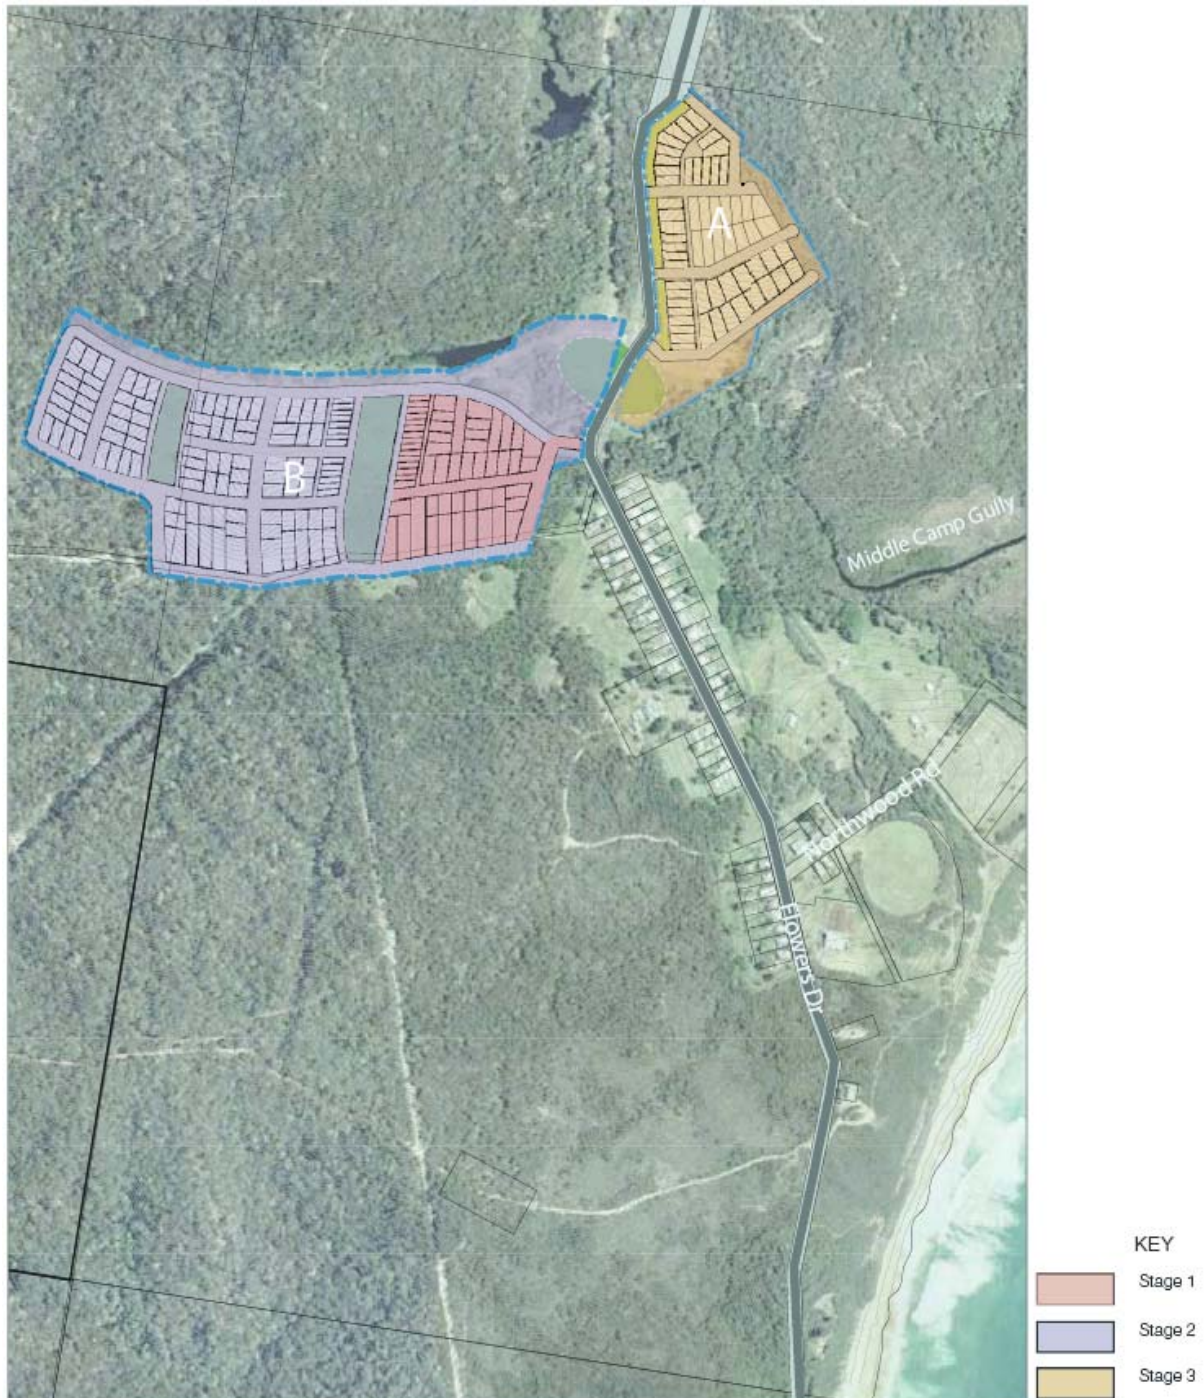 A
B
Middle Camp Gully
Northwood Rd
Flowers Dr
KEY
Stage 1
Stage 2
Stage 3